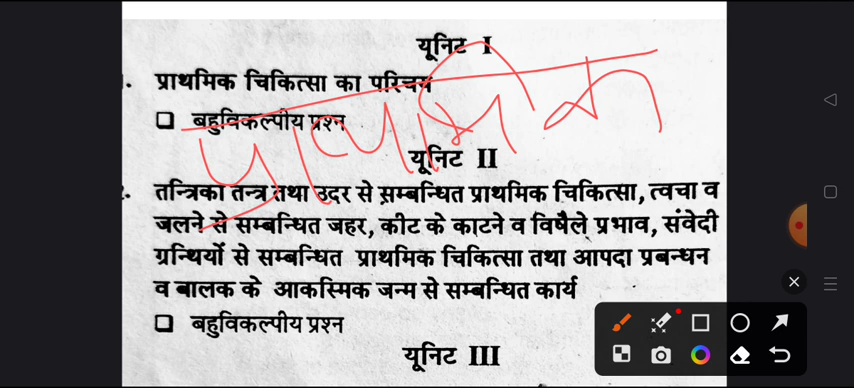 यूनिट I
1. प्राथमिक चिकित्सा का परिचय
❑ बहुविकल्पीय प्रश्न
प्राथमिक
यूनिट II
2. तन्त्रिका तन्त्र तथा उदर से सम्बन्धित प्राथमिक चिकित्सा, त्वचा व
जलने से सम्बन्धित जहर, कीट के काटने व विषैले प्रभाव, संवेदी
ग्रन्थियों से सम्बन्धित प्राथमिक चिकित्सा तथा आपदा प्रबन्धन
व बालक के आकस्मिक जन्म से सम्बन्धित कार्य
❑ बहुविकल्पीय प्रश्न
यूनिट III